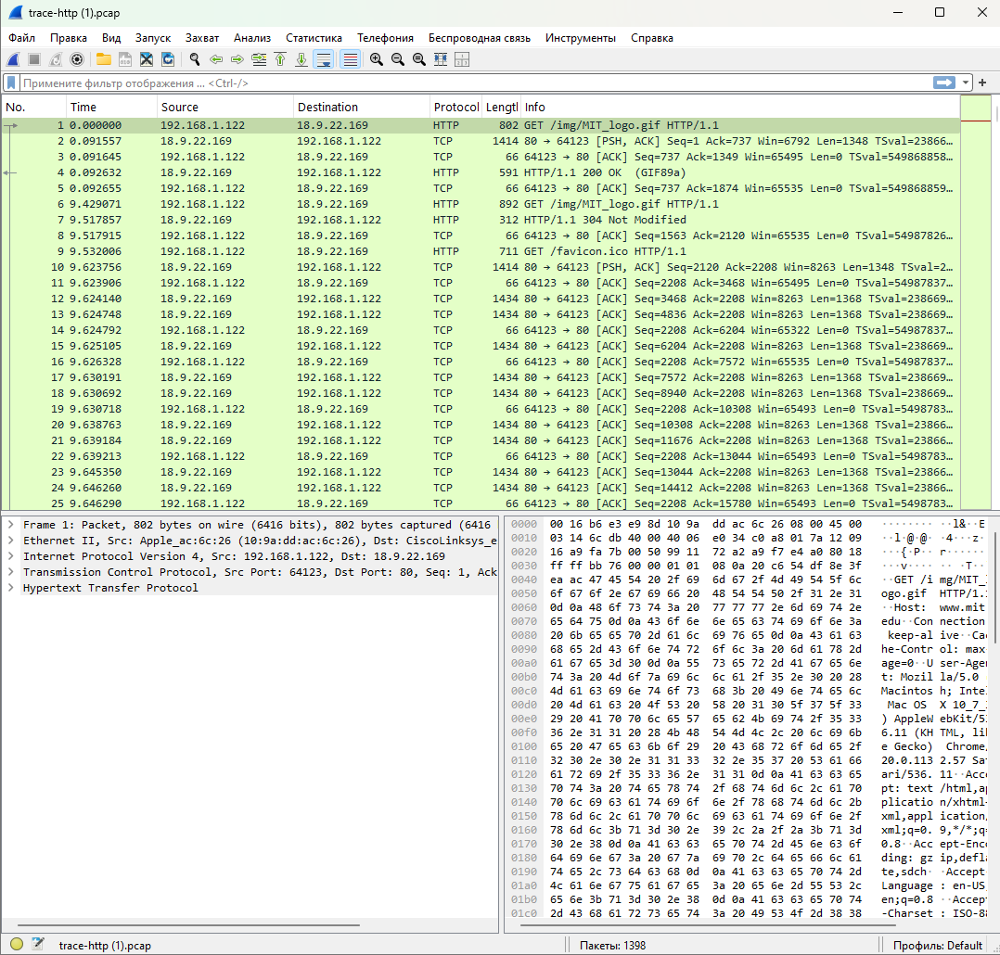 trace-http (1).pcap
Файл Правка Вид Запуск Захват Анализ Статистика Телефония Беспроводная связь Инструменты Справка
Примените фильтр отображения ... <Ctrl-/>
No. Time Source Destination Protocol Lengtl Info
1 0.000000 192.168.1.122 18.9.22.169 HTTP 802 GET /img/MIT_logo.gif HTTP/1.1
2 0.091557 18.9.22.169 192.168.1.122 TCP 1414 80 → 64123 [PSH, ACK] Seq=1 Ack=737 Win=6792 Len=1348 TSval=23866…
3 0.091645 192.168.1.122 18.9.22.169 TCP 66 64123 → 80 [ACK] Seq=737 Ack=1349 Win=65495 Len=0 TSval=549868858…
4 0.092632 18.9.22.169 192.168.1.122 HTTP 591 HTTP/1.1 200 OK  (GIF89a)
5 0.092655 192.168.1.122 18.9.22.169 TCP 66 64123 → 80 [ACK] Seq=737 Ack=1874 Win=65535 Len=0 TSval=549868859…
6 9.429071 192.168.1.122 18.9.22.169 HTTP 892 GET /img/MIT_logo.gif HTTP/1.1
7 9.517857 18.9.22.169 192.168.1.122 HTTP 312 HTTP/1.1 304 Not Modified
8 9.517915 192.168.1.122 18.9.22.169 TCP 66 64123 → 80 [ACK] Seq=1563 Ack=2120 Win=65535 Len=0 TSval=54987826…
9 9.532006 192.168.1.122 18.9.22.169 HTTP 711 GET /favicon.ico HTTP/1.1
10 9.623756 18.9.22.169 192.168.1.122 TCP 1414 80 → 64123 [PSH, ACK] Seq=2120 Ack=2208 Win=8263 Len=1348 TSval=2…
11 9.623906 192.168.1.122 18.9.22.169 TCP 66 64123 → 80 [ACK] Seq=2208 Ack=3468 Win=65495 Len=0 TSval=54987837…
12 9.624140 18.9.22.169 192.168.1.122 TCP 1434 80 → 64123 [ACK] Seq=3468 Ack=2208 Win=8263 Len=1368 TSval=238669…
13 9.624748 18.9.22.169 192.168.1.122 TCP 1434 80 → 64123 [ACK] Seq=4836 Ack=2208 Win=8263 Len=1368 TSval=238669…
14 9.624792 192.168.1.122 18.9.22.169 TCP 66 64123 → 80 [ACK] Seq=2208 Ack=6204 Win=65322 Len=0 TSval=54987837…
15 9.625105 18.9.22.169 192.168.1.122 TCP 1434 80 → 64123 [ACK] Seq=6204 Ack=2208 Win=8263 Len=1368 TSval=238669…
16 9.626328 192.168.1.122 18.9.22.169 TCP 66 64123 → 80 [ACK] Seq=2208 Ack=7572 Win=65535 Len=0 TSval=54987837…
17 9.630191 18.9.22.169 192.168.1.122 TCP 1434 80 → 64123 [ACK] Seq=7572 Ack=2208 Win=8263 Len=1368 TSval=238669…
18 9.630692 18.9.22.169 192.168.1.122 TCP 1434 80 → 64123 [ACK] Seq=8940 Ack=2208 Win=8263 Len=1368 TSval=238669…
19 9.630718 192.168.1.122 18.9.22.169 TCP 66 64123 → 80 [ACK] Seq=2208 Ack=10308 Win=65493 Len=0 TSval=5498783…
20 9.638763 18.9.22.169 192.168.1.122 TCP 1434 80 → 64123 [ACK] Seq=10308 Ack=2208 Win=8263 Len=1368 TSval=23866…
21 9.639184 18.9.22.169 192.168.1.122 TCP 1434 80 → 64123 [ACK] Seq=11676 Ack=2208 Win=8263 Len=1368 TSval=23866…
22 9.639213 192.168.1.122 18.9.22.169 TCP 66 64123 → 80 [ACK] Seq=2208 Ack=13044 Win=65493 Len=0 TSval=5498783…
23 9.645350 18.9.22.169 192.168.1.122 TCP 1434 80 → 64123 [ACK] Seq=13044 Ack=2208 Win=8263 Len=1368 TSval=23866…
24 9.646260 18.9.22.169 192.168.1.122 TCP 1434 80 → 64123 [ACK] Seq=14412 Ack=2208 Win=8263 Len=1368 TSval=23866…
25 9.646290 192.168.1.122 18.9.22.169 TCP 66 64123 → 80 [ACK] Seq=2208 Ack=15780 Win=65493 Len=0 TSval=5498783…
Frame 1: Packet, 802 bytes on wire (6416 bits), 802 bytes captured (6416
Ethernet II, Src: Apple_ac:6c:26 (10:9a:dd:ac:6c:26), Dst: CiscoLinksys_e
Internet Protocol Version 4, Src: 192.168.1.122, Dst: 18.9.22.169
Transmission Control Protocol, Src Port: 64123, Dst Port: 80, Seq: 1, Ack
Hypertext Transfer Protocol
0000 00 16 b6 e3 e9 8d 10 9a dd ac 6c 26 08 00 45 00 ········ ··l&··E
0010 03 14 6c db 40 00 40 06 e0 34 c0 a8 01 7a 12 09 ··l·@·@· ·4···z··
0020 16 a9 fa 7b 00 50 99 11 72 a2 a9 f7 e4 a0 80 18 ···{·P·· r·······
0030 ff ff bb 76 00 00 01 01 08 0a 20 c6 54 df 8e 3f ···v···· ·· ·T··?
0040 ea ac 47 45 54 20 2f 69 6d 67 2f 4d 49 54 5f 6c ··GET /i mg/MIT_
0050 6f 67 6f 2e 67 69 66 20 48 54 54 50 2f 31 2e 31 ogo.gif HTTP/1.
0060 0d 0a 48 6f 73 74 3a 20 77 77 77 2e 6d 69 74 2e ··Host: www.mit
0070 65 64 75 0d 0a 43 6f 6e 6e 65 63 74 69 6f 6e 3a edu··Con nection
0080 20 6b 65 65 70 2d 61 6c 69 76 65 0d 0a 43 61 63 keep-al ive··Cac
0090 68 65 2d 43 6f 6e 74 72 6f 6c 3a 20 6d 61 78 2d he-Contr ol: max-
00a0 61 67 65 3d 30 0d 0a 55 73 65 72 2d 41 67 65 6e age=0··U ser-Age
00b0 74 3a 20 4d 6f 7a 69 6c 6c 61 2f 35 2e 30 20 28 t: Mozil la/5.0
00c0 4d 61 63 69 6e 74 6f 73 68 3b 20 49 6e 74 65 6c Macintos h; Intel
00d0 20 4d 61 63 20 4f 53 20 58 20 31 30 5f 37 5f 33 Mac OS X 10_7_
00e0 29 20 41 70 70 6c 65 57 65 62 4b 69 74 2f 35 33 ) AppleW ebKit/5
00f0 36 2e 31 31 20 28 4b 48 54 4d 4c 2c 20 6c 69 6b 6.11 (KH TML, li
0100 65 20 47 65 63 6b 6f 29 20 43 68 72 6f 6d 65 2f e Gecko) Chrome
0110 32 30 2e 30 2e 31 31 33 32 2e 35 37 20 53 61 66 20.0.113 2.57 Sa
0120 61 72 69 2f 35 33 36 2e 31 31 0d 0a 41 63 63 65 ari/536. 11··Acc
0130 70 74 3a 20 74 65 78 74 2f 68 74 6d 6c 2c 61 70 pt: text /html,a
0140 70 6c 69 63 61 74 69 6f 6e 2f 78 68 74 6d 6c 2b plicatio n/xhtml
0150 78 6d 6c 2c 61 70 70 6c 69 63 61 74 69 6f 6e 2f xml,appl ication
0160 78 6d 6c 3b 71 3d 30 2e 39 2c 2a 2f 2a 3b 71 3d xml;q=0. 9,*/*;q
0170 30 2e 38 0d 0a 41 63 63 65 70 74 2d 45 6e 63 6f 0.8··Acc ept-Enc
0180 64 69 6e 67 3a 20 67 7a 69 70 2c 64 65 66 6c 61 ding: gz ip,defl
0190 74 65 2c 73 64 63 68 0d 0a 41 63 63 65 70 74 2d te,sdch· ·Accept
01a0 4c 61 6e 67 75 61 67 65 3a 20 65 6e 2d 55 53 2c Language : en-US
01b0 65 6e 3b 71 3d 30 2e 38 0d 0a 41 63 63 65 70 74 en;q=0.8 ··Accep
01c0 2d 43 68 61 72 73 65 74 3a 20 49 53 4f 2d 38 38 -Charset : ISO-8
trace-http (1).pcap Пакеты: 1398 Профиль: Default